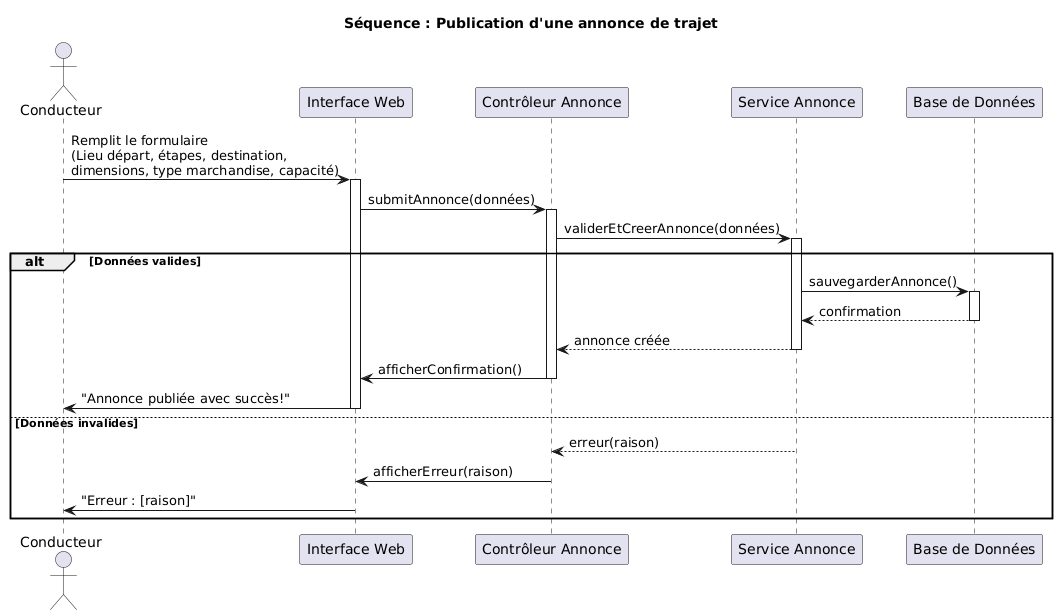 Séquence : Publication d'une annonce de trajet
Conducteur
Interface Web
Contrôleur Annonce
Service Annonce
Base de Données
Remplit le formulaire
(Lieu départ, étapes, destination,
dimensions, type marchandise, capacité)
submitAnnonce(données)
validerEtCreerAnnonce(données)
alt
[Données valides]
sauvegarderAnnonce()
confirmation
annonce créée
afficherConfirmation()
"Annonce publiée avec succès!"
[Données invalides]
erreur(raison)
afficherErreur(raison)
"Erreur : [raison]"
Conducteur
Interface Web
Contrôleur Annonce
Service Annonce
Base de Données